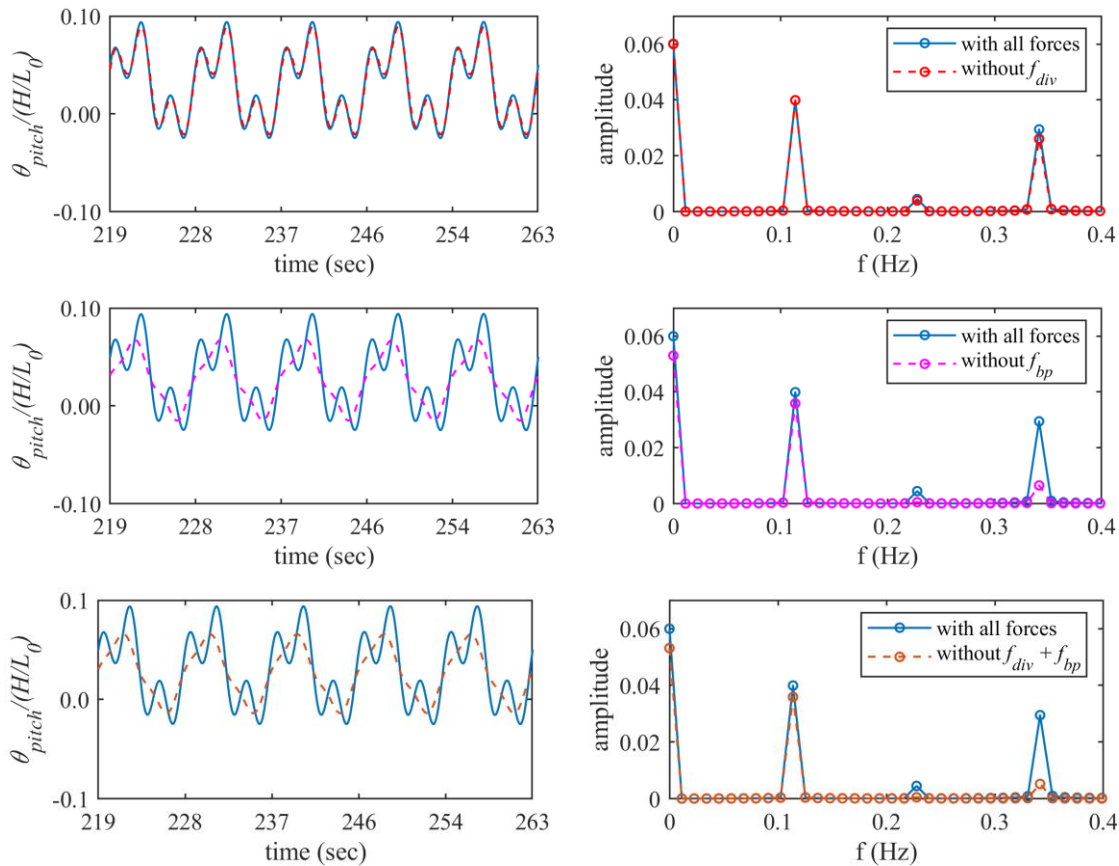 0.10
0.00
-0.10
θpitch/(H/L0)
219 228 237 246 254 263
time (sec)
0.06
0.04
0.02
0
amplitude
with all forces
without fdiv
0 0.1 0.2 0.3 0.4
f (Hz)
0.10
0.00
-0.10
θpitch/(H/L0)
219 228 237 246 254 263
time (sec)
0.06
0.04
0.02
0
amplitude
with all forces
without fbp
0 0.1 0.2 0.3 0.4
f (Hz)
0.1
0.0
-0.1
θpitch/(H/L0)
219 228 237 246 254 263
time (sec)
0.06
0.04
0.02
0
amplitude
with all forces
without fdiv + fbp
0 0.1 0.2 0.3 0.4
f (Hz)